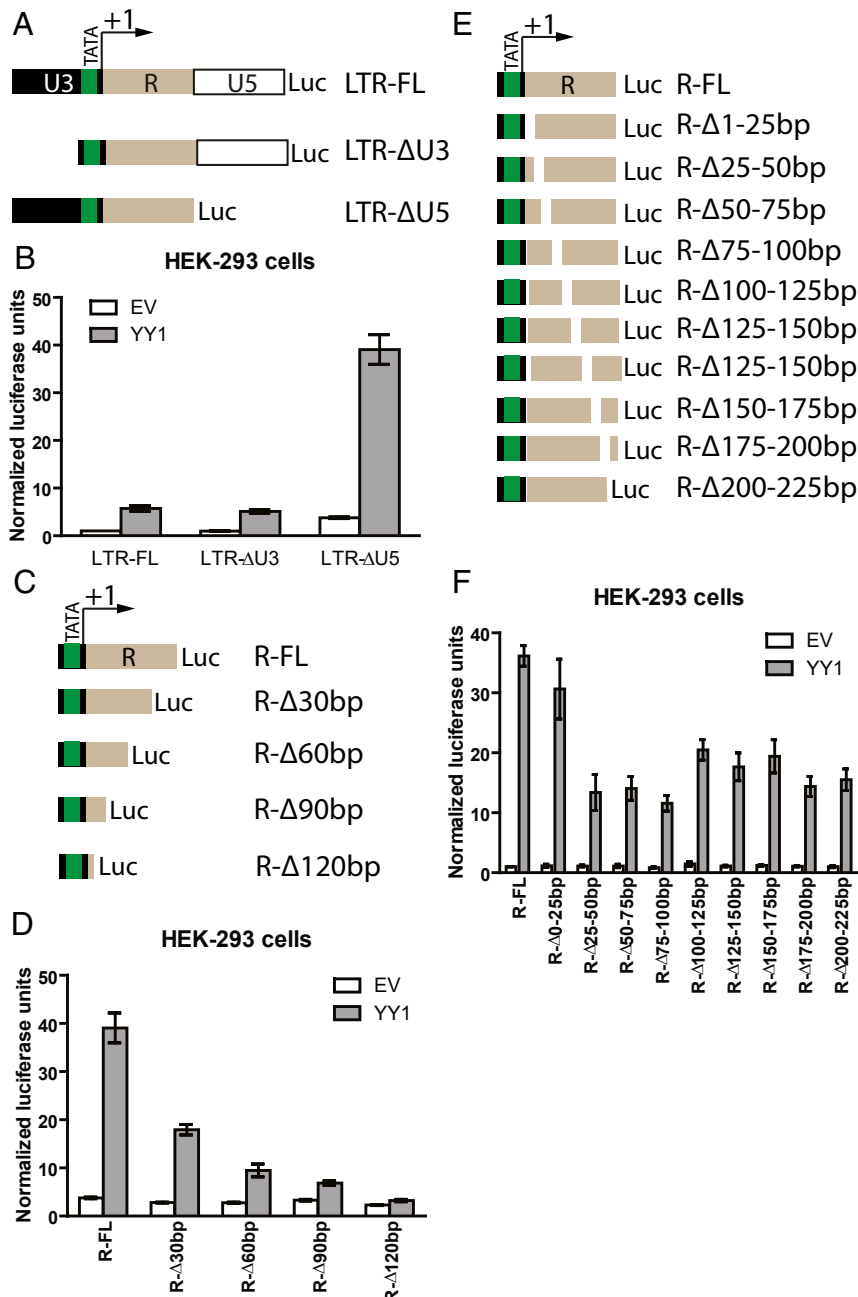 A
TATA
+1
U3 R U5 Luc LTR-FL
Luc LTR-ΔU3
Luc LTR-ΔU5
B
HEK-293 cells
Normalized luciferase units
50
40
30
20
10
0
EV
YY1
LTR-FL LTR-ΔU3 LTR-ΔU5
C
TATA
+1
R Luc R-FL
Luc R-Δ30bp
Luc R-Δ60bp
Luc R-Δ90bp
Luc R-Δ120bp
D
HEK-293 cells
Normalized luciferase units
50
40
30
20
10
0
EV
YY1
R-FL
R-Δ30bp
R-Δ60bp
R-Δ90bp
R-Δ120bp
E
TATA
+1
R Luc R-FL
Luc R-Δ1-25bp
Luc R-Δ25-50bp
Luc R-Δ50-75bp
Luc R-Δ75-100bp
Luc R-Δ100-125bp
Luc R-Δ125-150bp
Luc R-Δ125-150bp
Luc R-Δ150-175bp
Luc R-Δ175-200bp
Luc R-Δ200-225bp
F
HEK-293 cells
Normalized luciferase units
40
30
20
10
0
EV
YY1
R-FL
R-Δ0-25bp
R-Δ25-50bp
R-Δ50-75bp
R-Δ75-100bp
R-Δ100-125bp
R-Δ125-150bp
R-Δ150-175bp
R-Δ175-200bp
R-Δ200-225bp